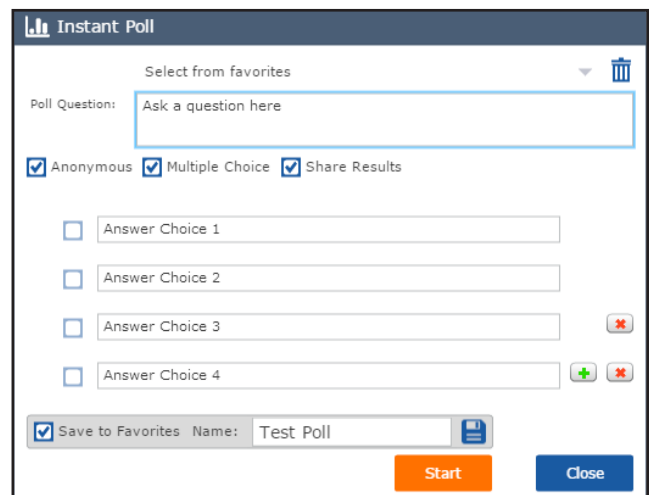 Instant Poll
Select from favorites
Poll Question: Ask a question here
Anonymous Multiple Choice Share Results
Answer Choice 1
Answer Choice 2
Answer Choice 3
Answer Choice 4
Save to Favorites Name: Test Poll
Start Close